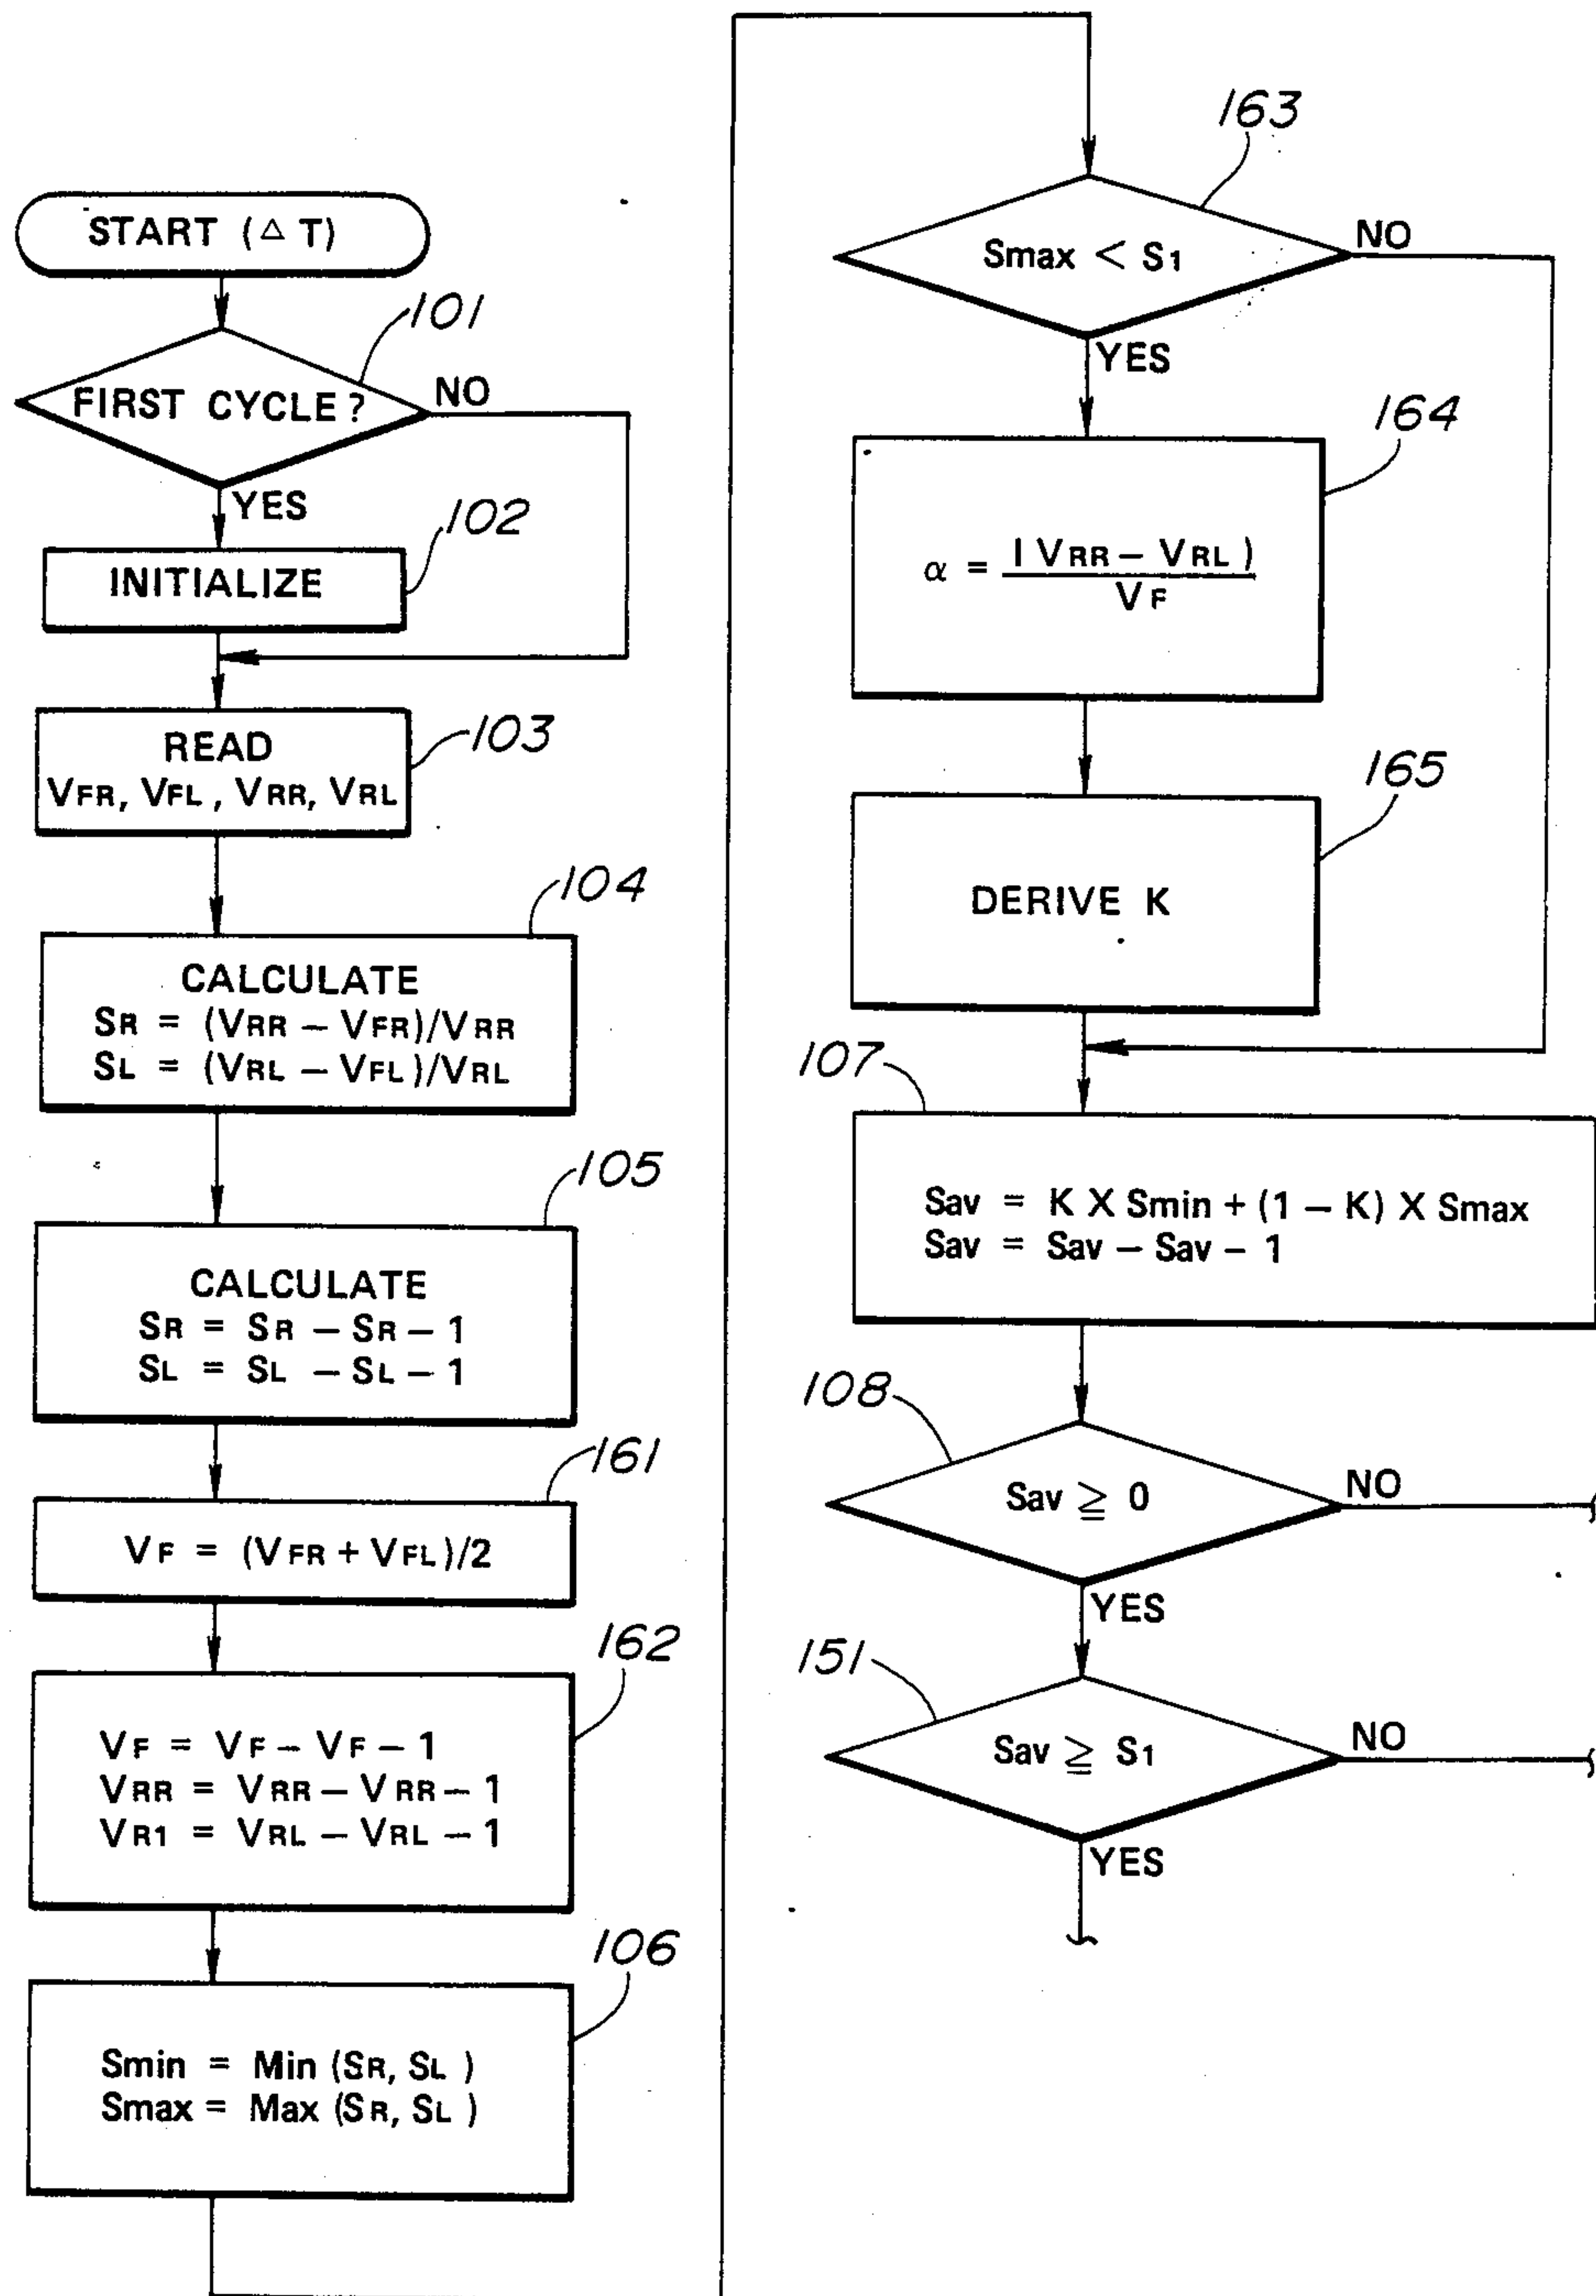 START (△ T)
101
FIRST CYCLE?
NO
YES
102
INITIALIZE
103
READ
VFR, VFL, VRR, VRL
104
CALCULATE
SR = (VRR - VFR)/VRR
SL = (VRL - VFL)/VRL
105
CALCULATE
SR = SR - SR - 1
SL = SL - SL - 1
161
VF = (VFR + VFL)/2
162
VF = VF - VF - 1
VRR = VRR - VRR - 1
VR1 = VRL - VRL - 1
106
Smin = Min (SR, SL )
Smax = Max (SR, SL )
163
Smax < S1
NO
YES
164
α = I VRR - VRL )
VF
165
DERIVE K
107
Sav = K X Smin + (1 - K) X Smax
Sav = Sav - Sav - 1
108
Sav ≧ 0
NO
YES
151
Sav ≧ S1
NO
YES